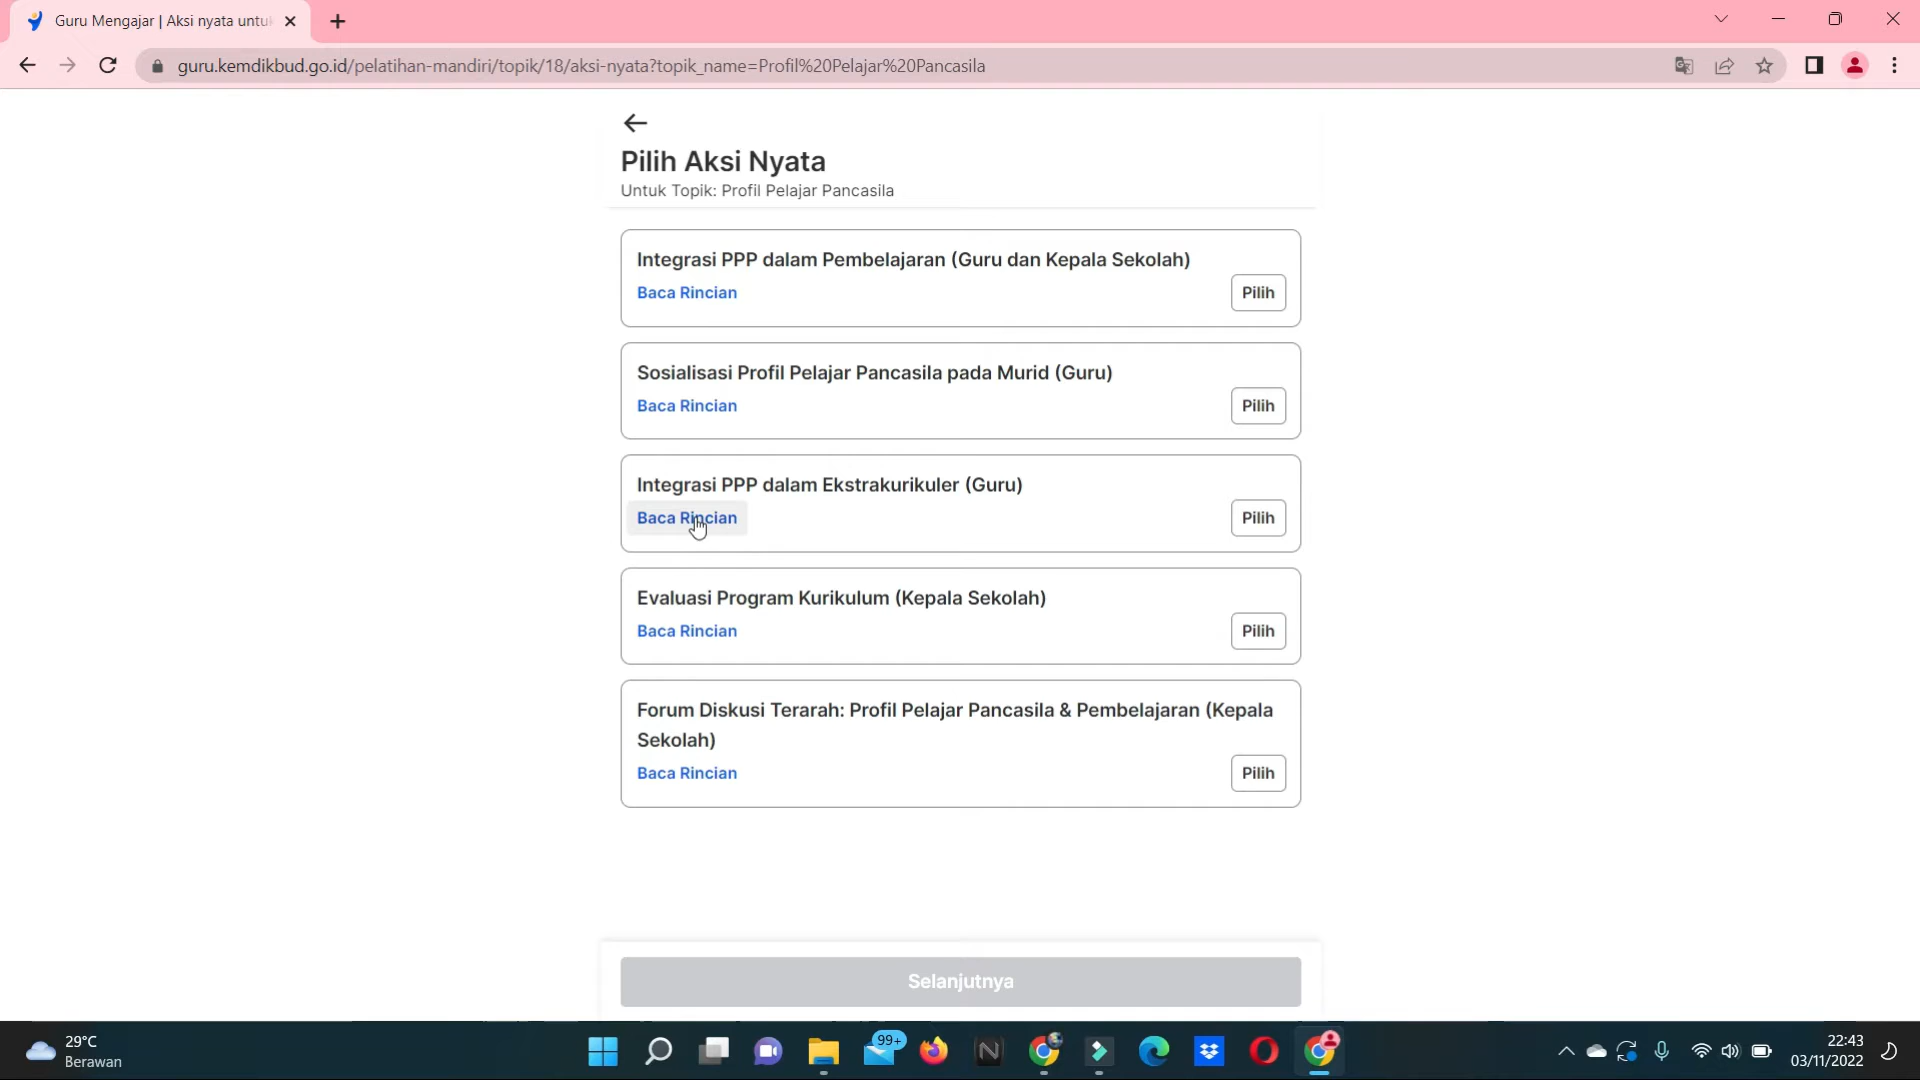 Guru Mengajar | Aksi nyata untuk
guru.kemdikbud.go.id/pelatihan-mandiri/topik/18/aksi-nyata?topik_name=Profil%20Pelajar%20Pancasila
Pilih Aksi Nyata
Untuk Topik: Profil Pelajar Pancasila
Integrasi PPP dalam Pembelajaran (Guru dan Kepala Sekolah)
Baca Rincian
Pilih
Sosialisasi Profil Pelajar Pancasila pada Murid (Guru)
Baca Rincian
Pilih
Integrasi PPP dalam Ekstrakurikuler (Guru)
Baca Rincian
Pilih
Evaluasi Program Kurikulum (Kepala Sekolah)
Baca Rincian
Pilih
Forum Diskusi Terarah: Profil Pelajar Pancasila & Pembelajaran (Kepala
Sekolah)
Baca Rincian
Pilih
Selanjutnya
29°C
Berawan
99+
22:43
03/11/2022